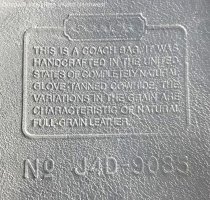 THIS IS A COACH BAG. IT WAS
HANDCRAFTED IN THE UNITED
STATES OF COMPLETELY NATURAL
GLOVE TANNED COWHIDE, THE
VARIATIONS IN THE GRAIN ARE
CHARACTERISTIC OF NATURAL
FULL-GRAIN LEATHER.
No J4D-9085